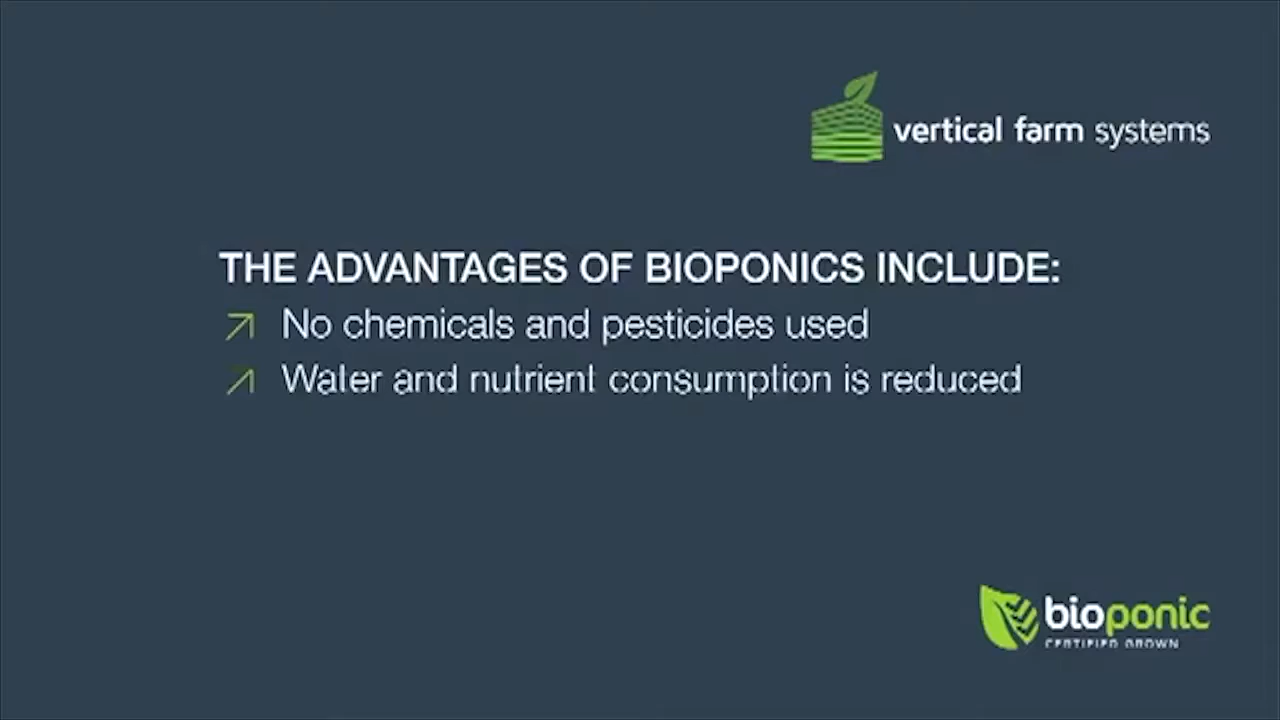 vertical farm systems
THE ADVANTAGES OF BIOPONICS INCLUDE:
No chemicals and pesticides used
Water and nutrient consumption is reduced
bioponic
CERTIFIED GROWN